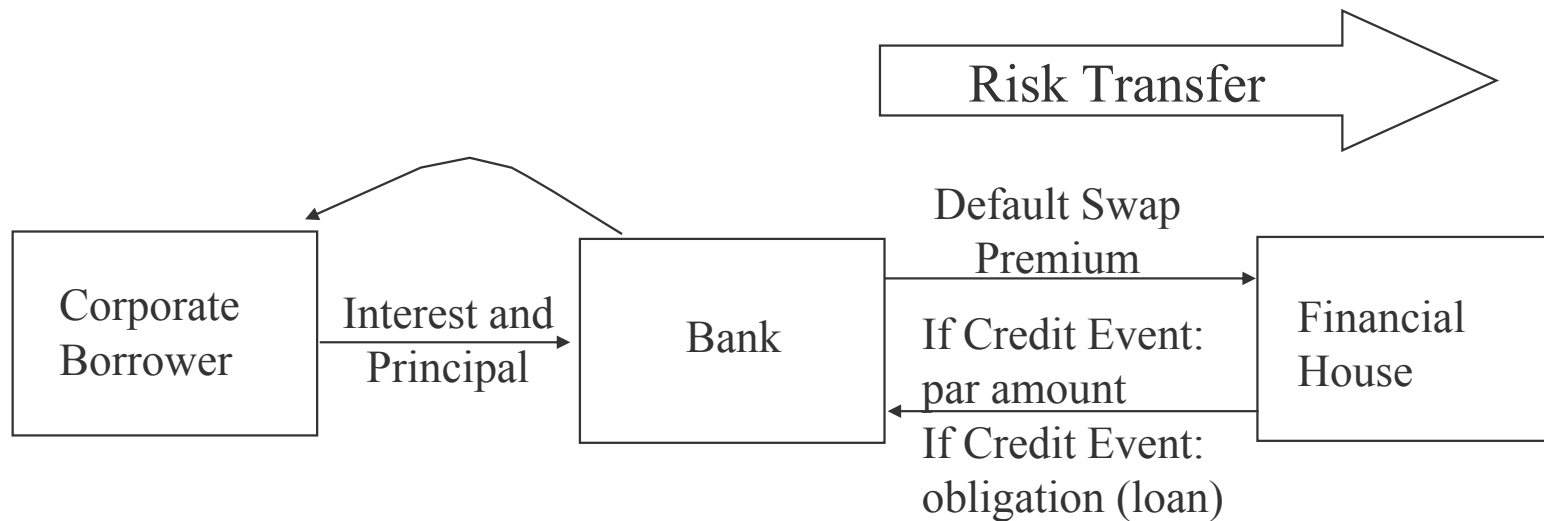 Risk Transfer
Default Swap
Premium
Corporate
Borrower
Interest and
Principal
Bank
If Credit Event:
par amount
If Credit Event:
obligation (loan)
Financial
House